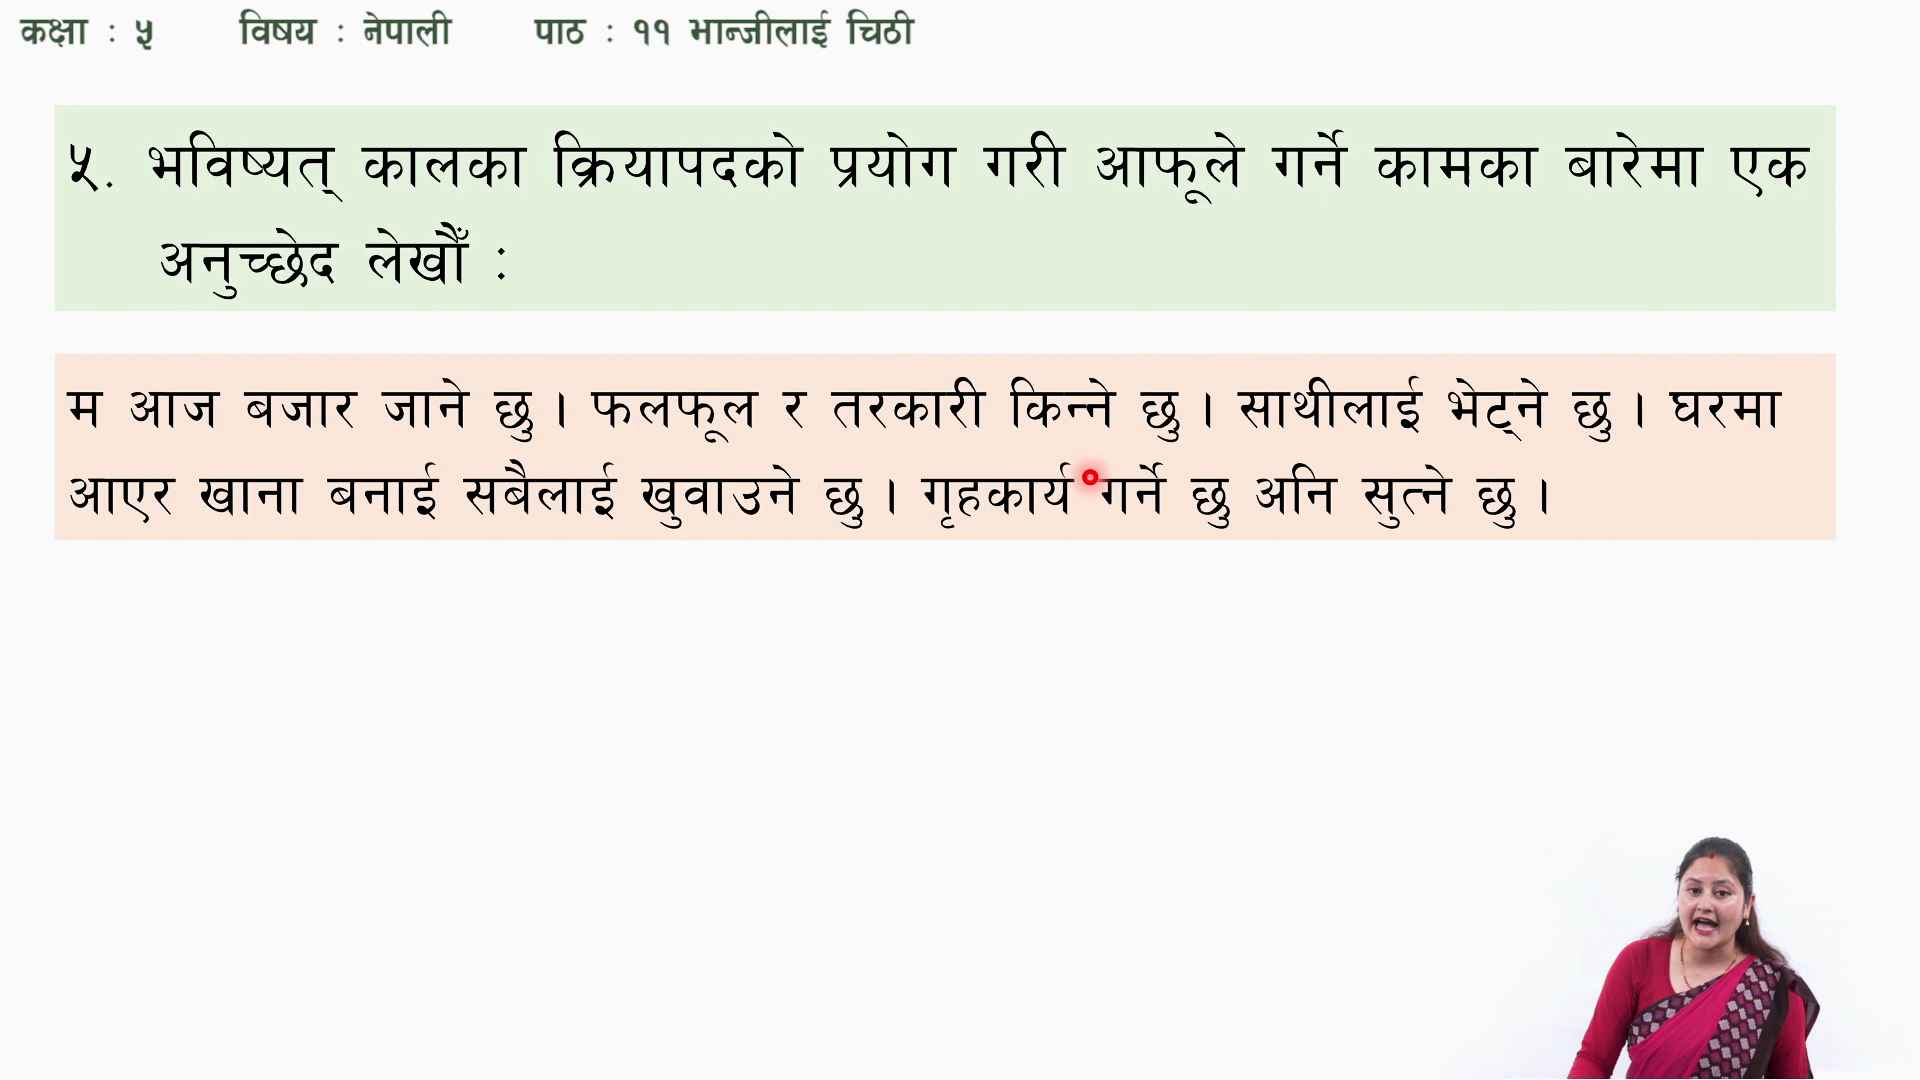 कक्षा : ५ विषय : नेपाली पाठ : ११ भान्जीलाई चिठी
५. भविष्यत् कालका क्रियापदको प्रयोग गरी आफूले गर्ने कामका बारेमा एक
अनुच्छेद लेखौँ :
म आज बजार जाने छु । फलफूल र तरकारी किन्ने छु । साथीलाई भेट्ने छु । घरमा
आएर खाना बनाई सबैलाई खुवाउने छु । गृहकार्य गर्ने छु अनि सुत्ने छु ।